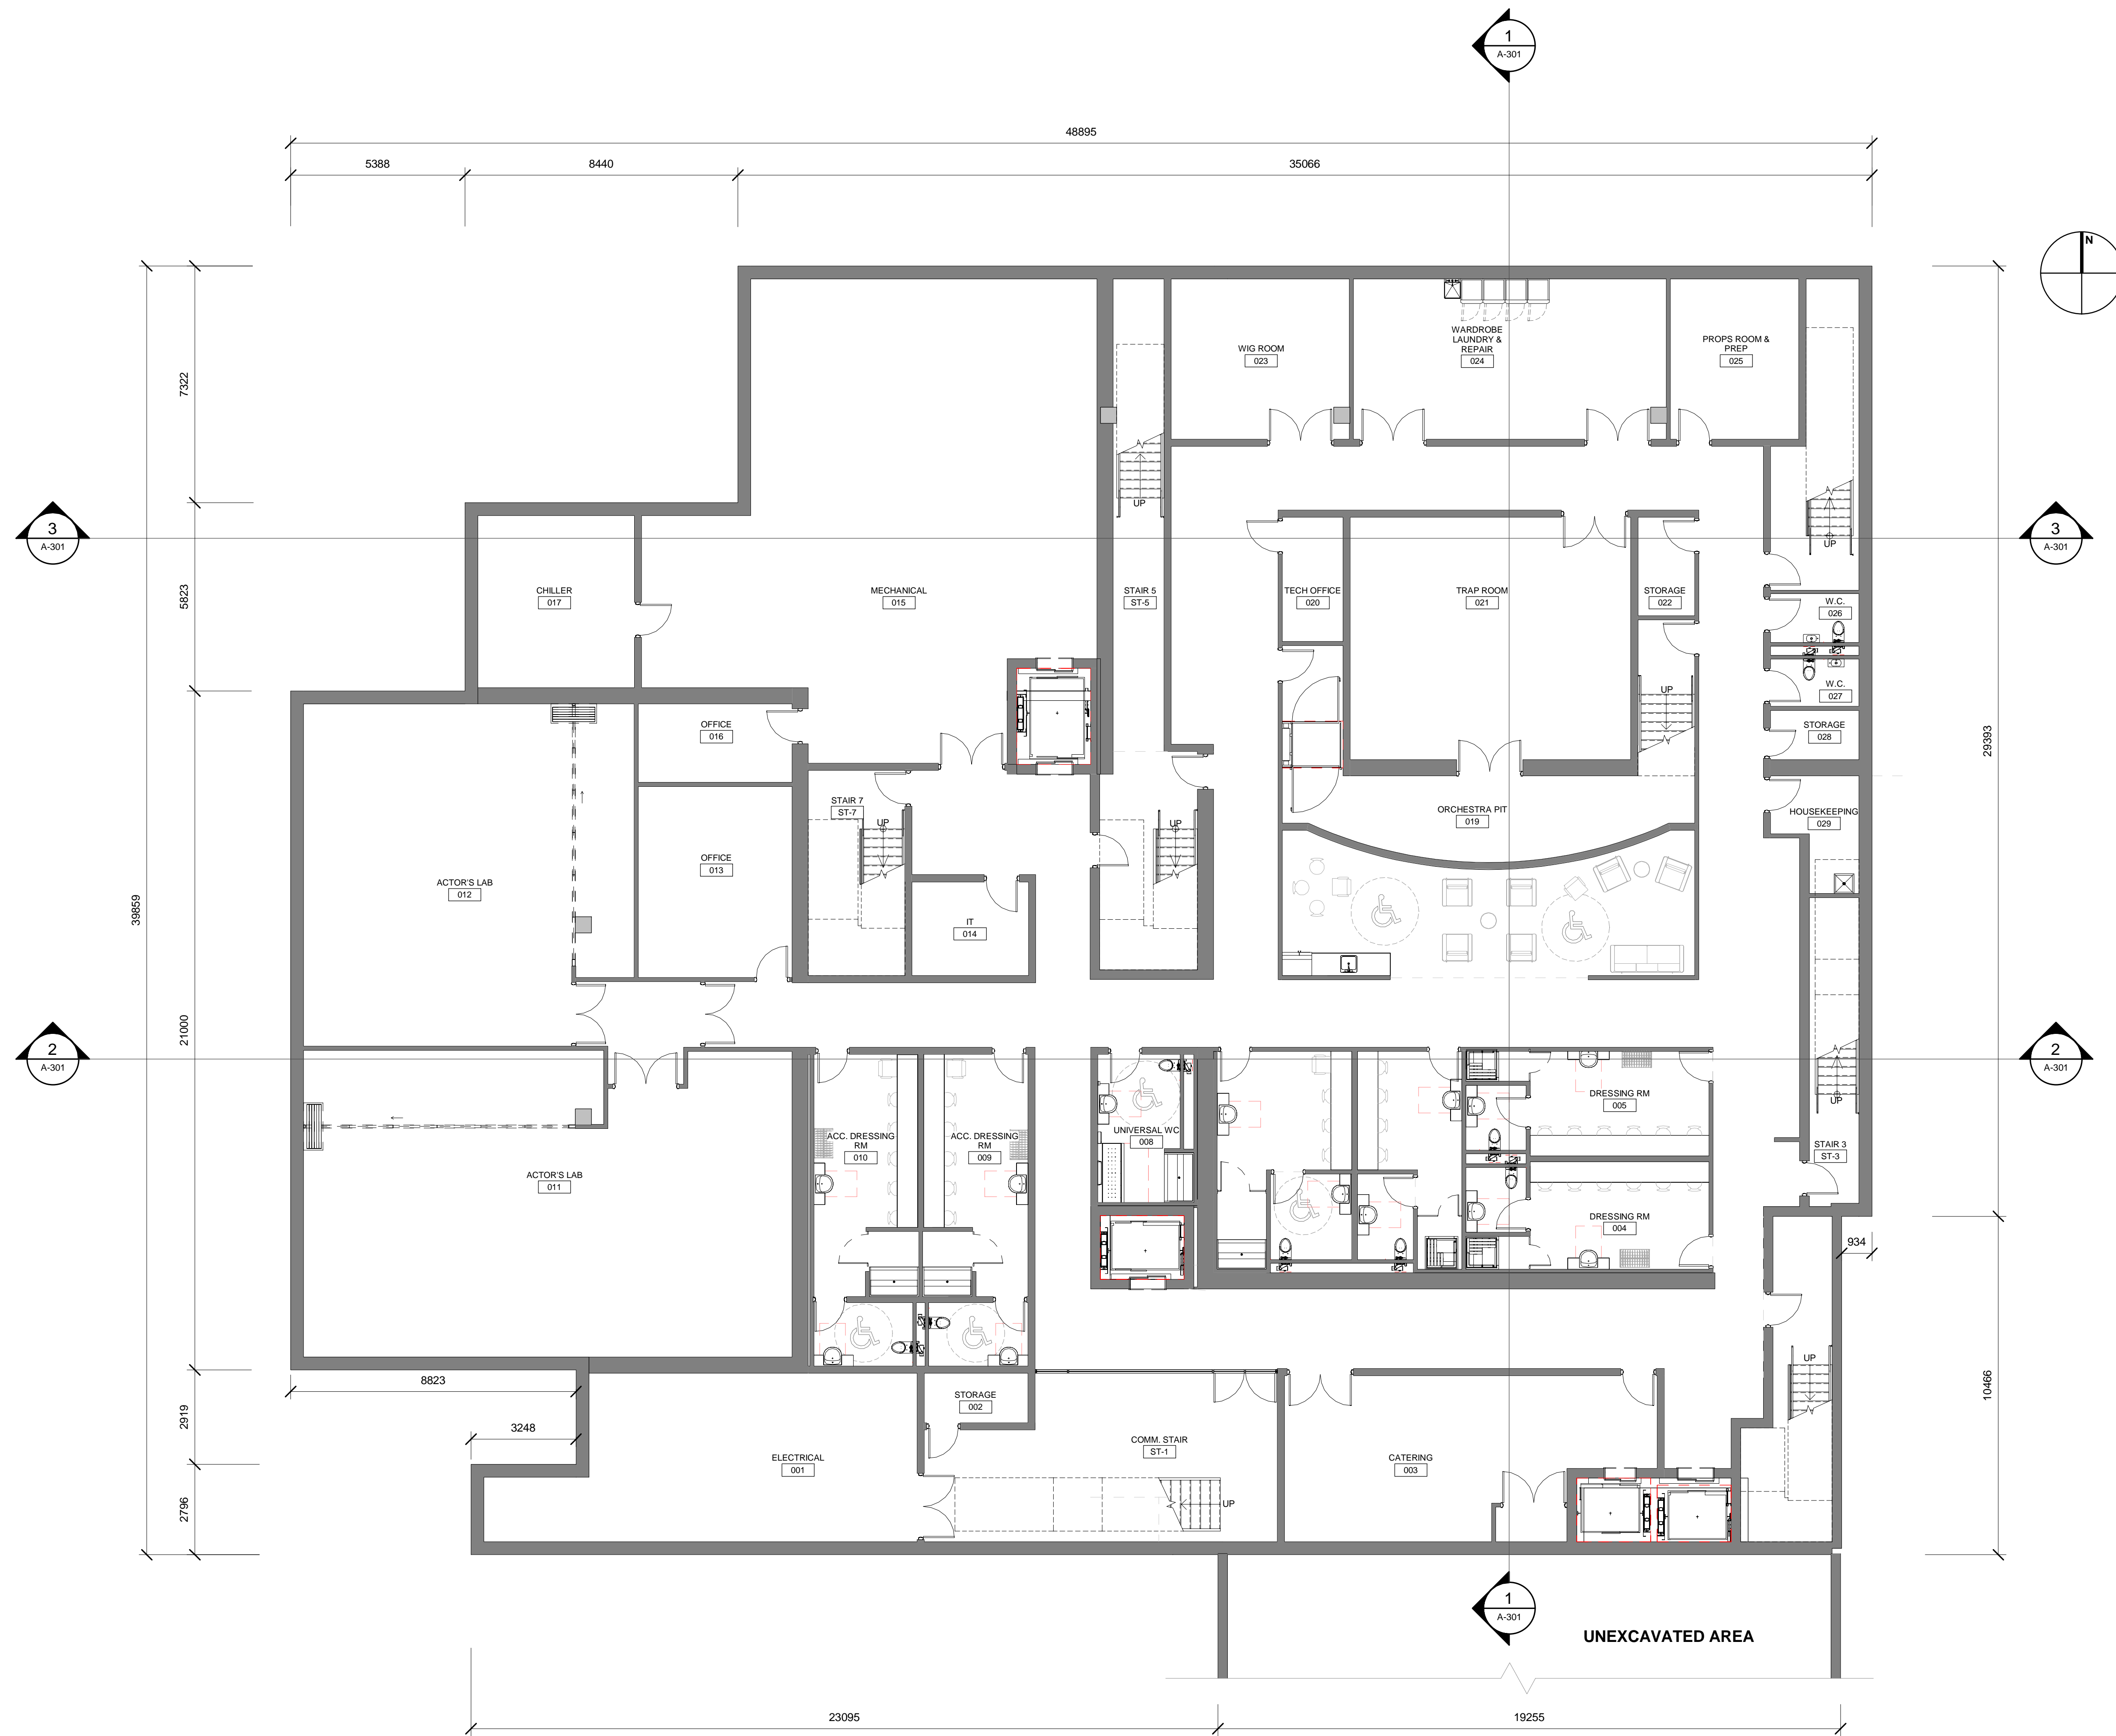 1
A-301
48895
5388
8440
35066
N
WARDROBE
LAUNDRY &
REPAIR
024
WIG ROOM
023
PROPS ROOM &
PREP
025
7322
UP
UP
3
A-301
3
A-301
CHILLER
017
MECHANICAL
015
STAIR 5
ST-5
TECH OFFICE
020
TRAP ROOM
021
STORAGE
022
W.C.
026
5823
UP
W.C.
027
OFFICE
016
STORAGE
028
29393
STAIR 7
ST-7
UP
UP
ORCHESTRA PIT
019
HOUSEKEEPING
029
OFFICE
013
ACTOR'S LAB
012
39859
IT
014
21000
2
A-301
2
A-301
DRESSING RM
005
UP
ACC. DRESSING
RM
010
ACC. DRESSING
RM
009
UNIVERSAL WC
008
STAIR 3
ST-3
ACTOR'S LAB
011
DRESSING RM
004
934
UP
8823
10466
STORAGE
002
2919
3248
COMM. STAIR
ST-1
ELECTRICAL
001
CATERING
003
UP
2796
1
A-301
UNEXCAVATED AREA
23095
19255